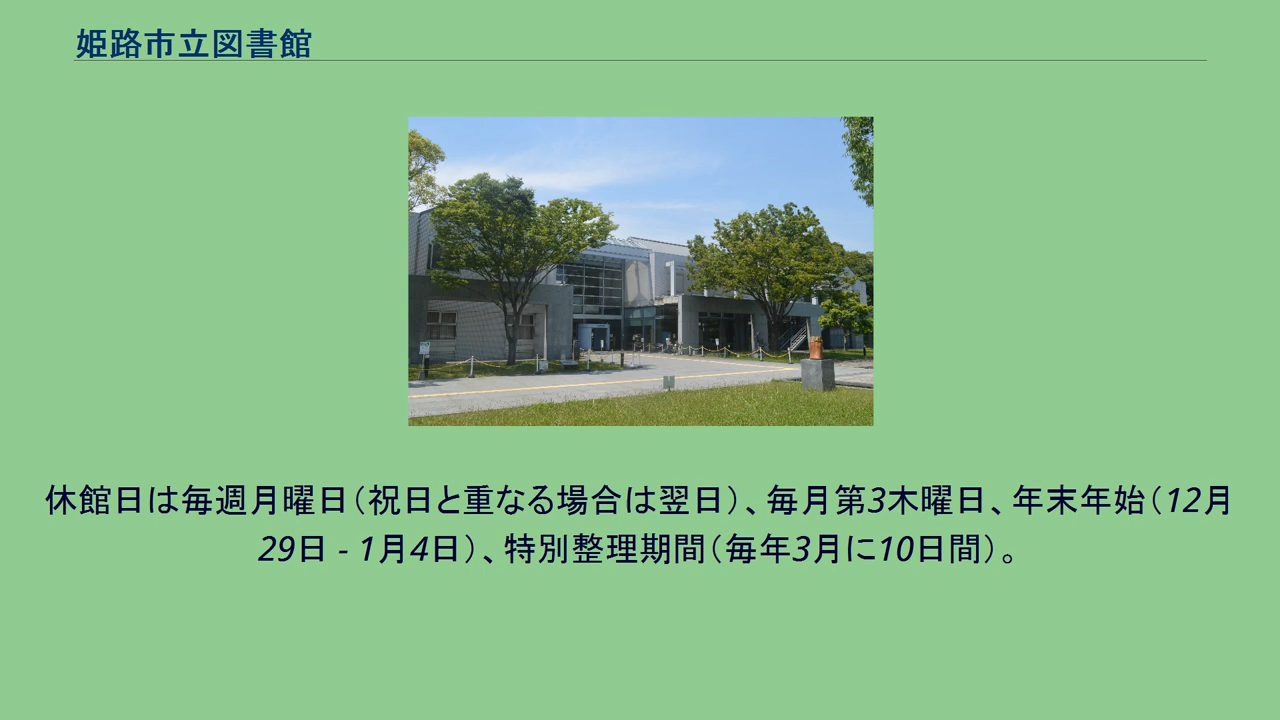 姫路市立図書館
休館日は毎週月曜日（祝日と重なる場合は翌日）、毎月第3木曜日、年末年始（12月
29日 - 1月4日）、特別整理期間（毎年3月に10日間）。